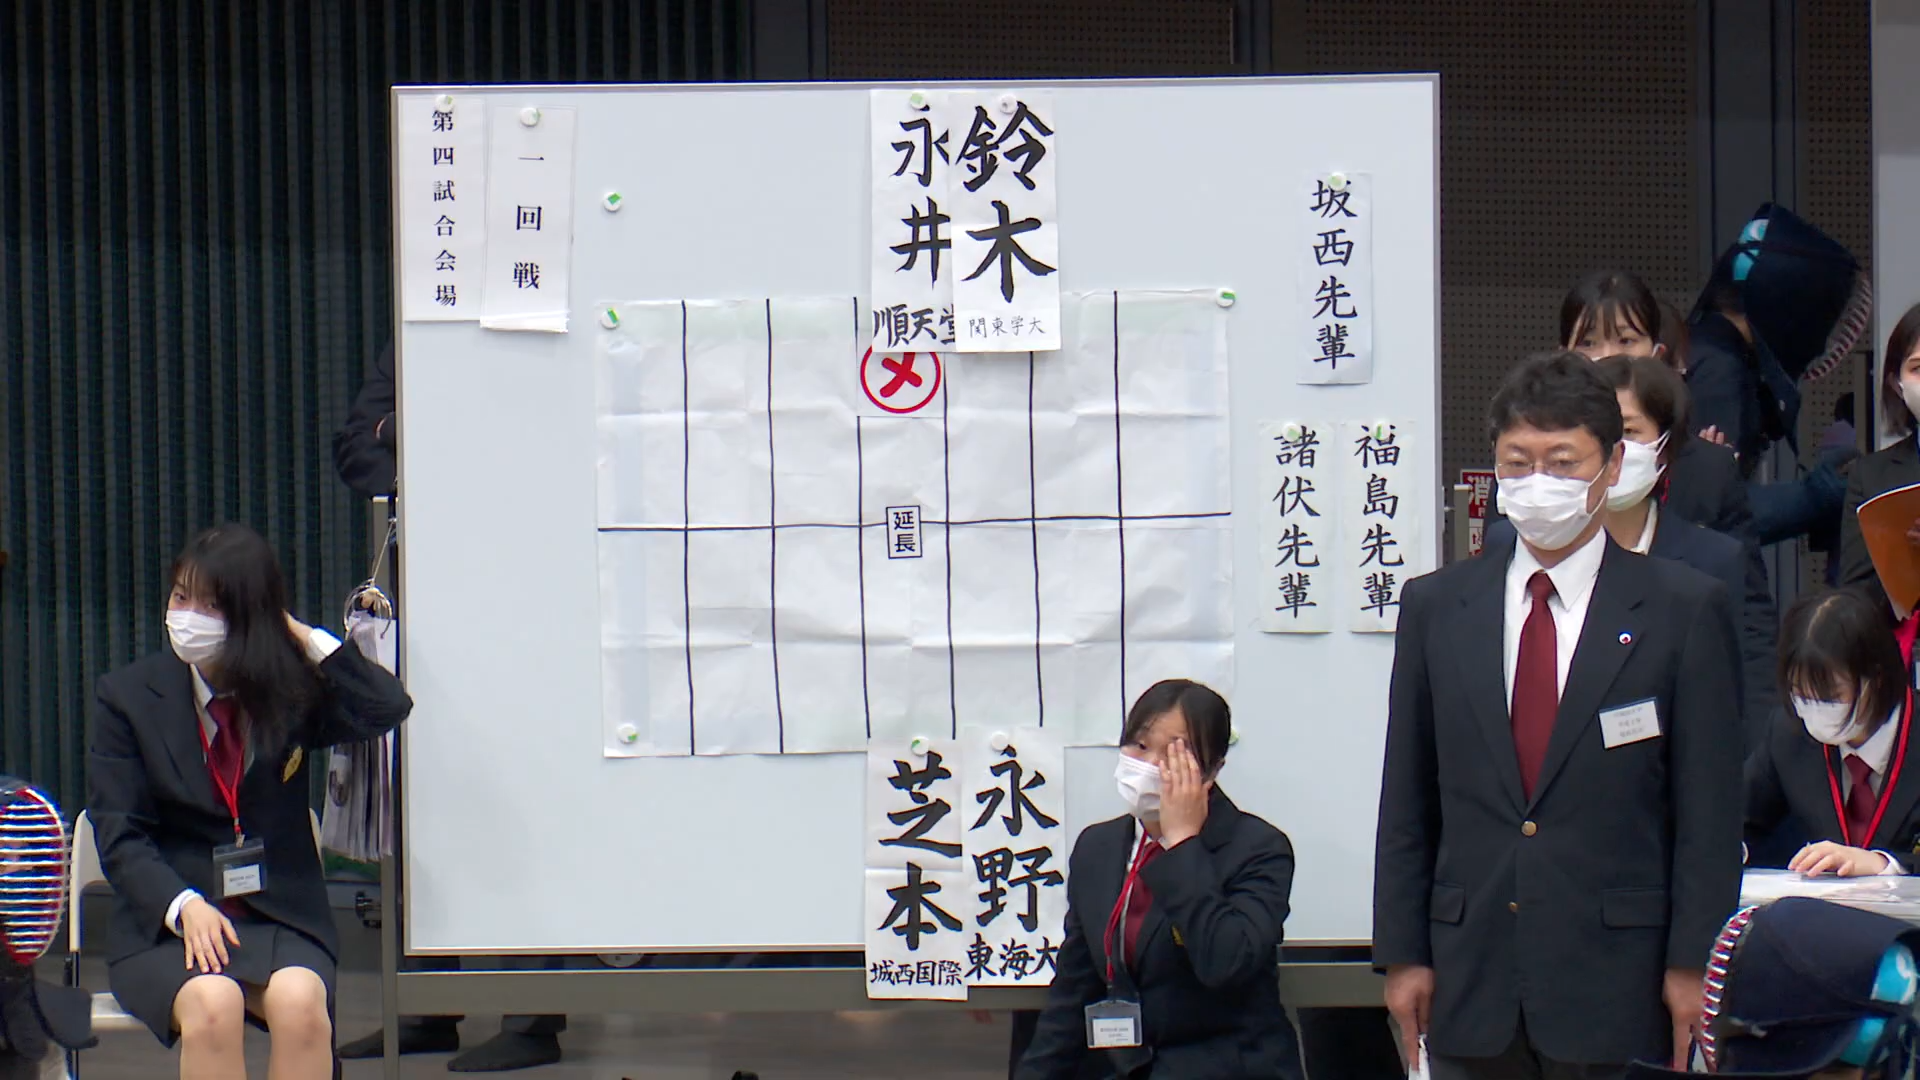 第四試合会場
一回戦
永井
順天堂
鈴木
関東学大
延長
芝本
城西国際
永野
東海大
坂西先輩
諸伏先輩
福島先輩